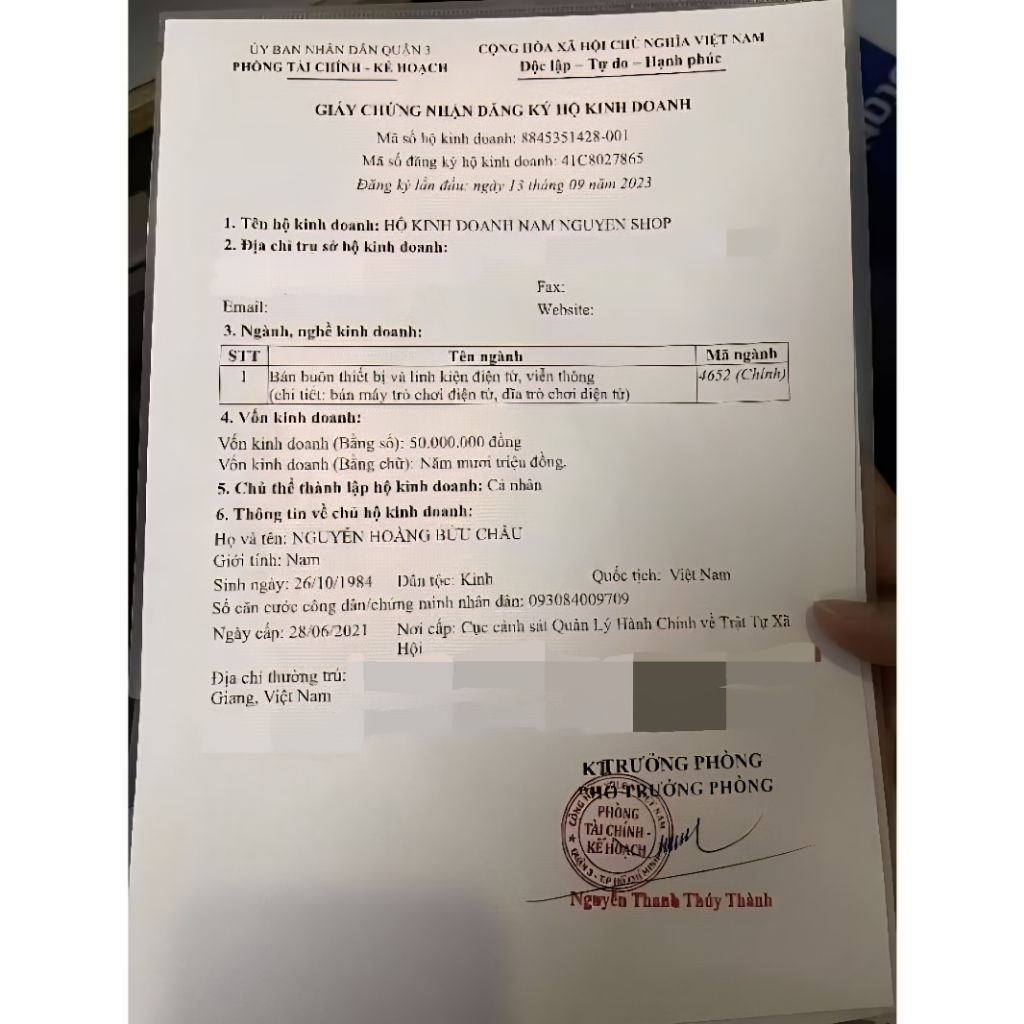 ỦY BAN NHÂN DÂN QUẬN 3
PHÒNG TÀI CHÍNH - KẾ HOẠCH
CỘNG HÒA XÃ HỘI CHỦ NGHĨA VIỆT NAM
Độc lập – Tự do – Hạnh phúc
GIẤY CHỨNG NHẬN ĐĂNG KÝ HỘ KINH DOANH
Mã số hộ kinh doanh: 8845351428-001
Mã số đăng ký hộ kinh doanh: 41C8027865
Đăng ký lần đầu: ngày 13 tháng 09 năm 2023
1. Tên hộ kinh doanh: HỘ KINH DOANH NAM NGUYEN SHOP
2. Địa chỉ trụ sở hộ kinh doanh:
Fax:
Email:
Website:
3. Ngành, nghề kinh doanh:
STT Tên ngành Mã ngành
1 Bán buôn thiết bị và linh kiện điện tử, viễn thông 4652 (Chính)
(chi tiết: bán máy trò chơi điện tử, đĩa trò chơi điện tử)
4. Vốn kinh doanh:
Vốn kinh doanh (Bằng số): 50.000.000 đồng
Vốn kinh doanh (Bằng chữ): Năm mươi triệu đồng.
5. Chủ thể thành lập hộ kinh doanh: Cá nhân
6. Thông tin về chủ hộ kinh doanh:
Họ và tên: NGUYỄN HOÀNG BỬU CHÂU
Giới tính: Nam
Sinh ngày: 26/10/1984 Dân tộc: Kinh Quốc tịch: Việt Nam
Số căn cước công dân/chứng minh nhân dân: 093084009709
Ngày cấp: 28/06/2021 Nơi cấp: Cục cảnh sát Quản Lý Hành Chính về Trật Tự Xã
Hội
Địa chỉ thường trú:
Giang, Việt Nam
KT.TRƯỞNG PHÒNG
PHÓ TRƯỞNG PHÒNG
PHÒNG
TÀI CHÍNH -
KẾ HOẠCH
QUẬN 3 - T.P HỒ CHÍ MINH
Nguyễn Thanh Thúy Thành